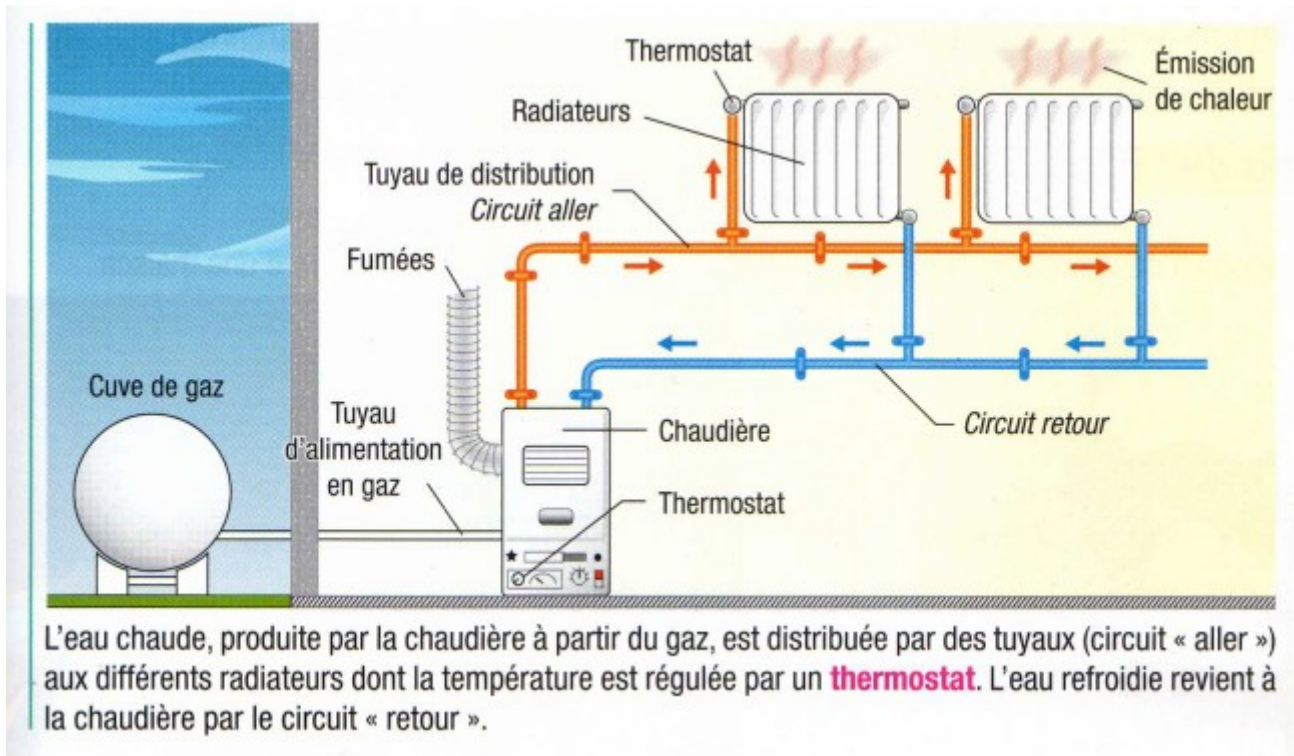 Thermostat
Émission
de chaleur
Radiateurs
Tuyau de distribution
Circuit aller
Fumées
Cuve de gaz
Tuyau
d'alimentation
en gaz
Chaudière
Circuit retour
Thermostat
L'eau chaude, produite par la chaudière à partir du gaz, est distribuée par des tuyaux (circuit « aller »)
aux différents radiateurs dont la température est régulée par un thermostat. L'eau refroidie revient à
la chaudière par le circuit « retour ».